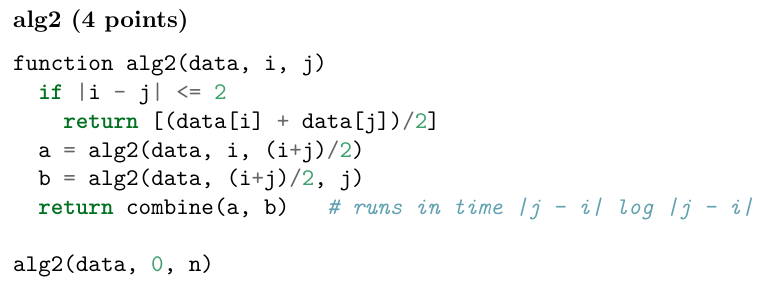 alg2 (4 points)
function alg2(data, i, j)
  if |i - j| <= 2
    return [(data[i] + data[j])/2]
  a = alg2(data, i, (i+j)/2)
  b = alg2(data, (i+j)/2, j)
  return combine(a, b)   # runs in time |j - i| log |j - i|
alg2(data, 0, n)